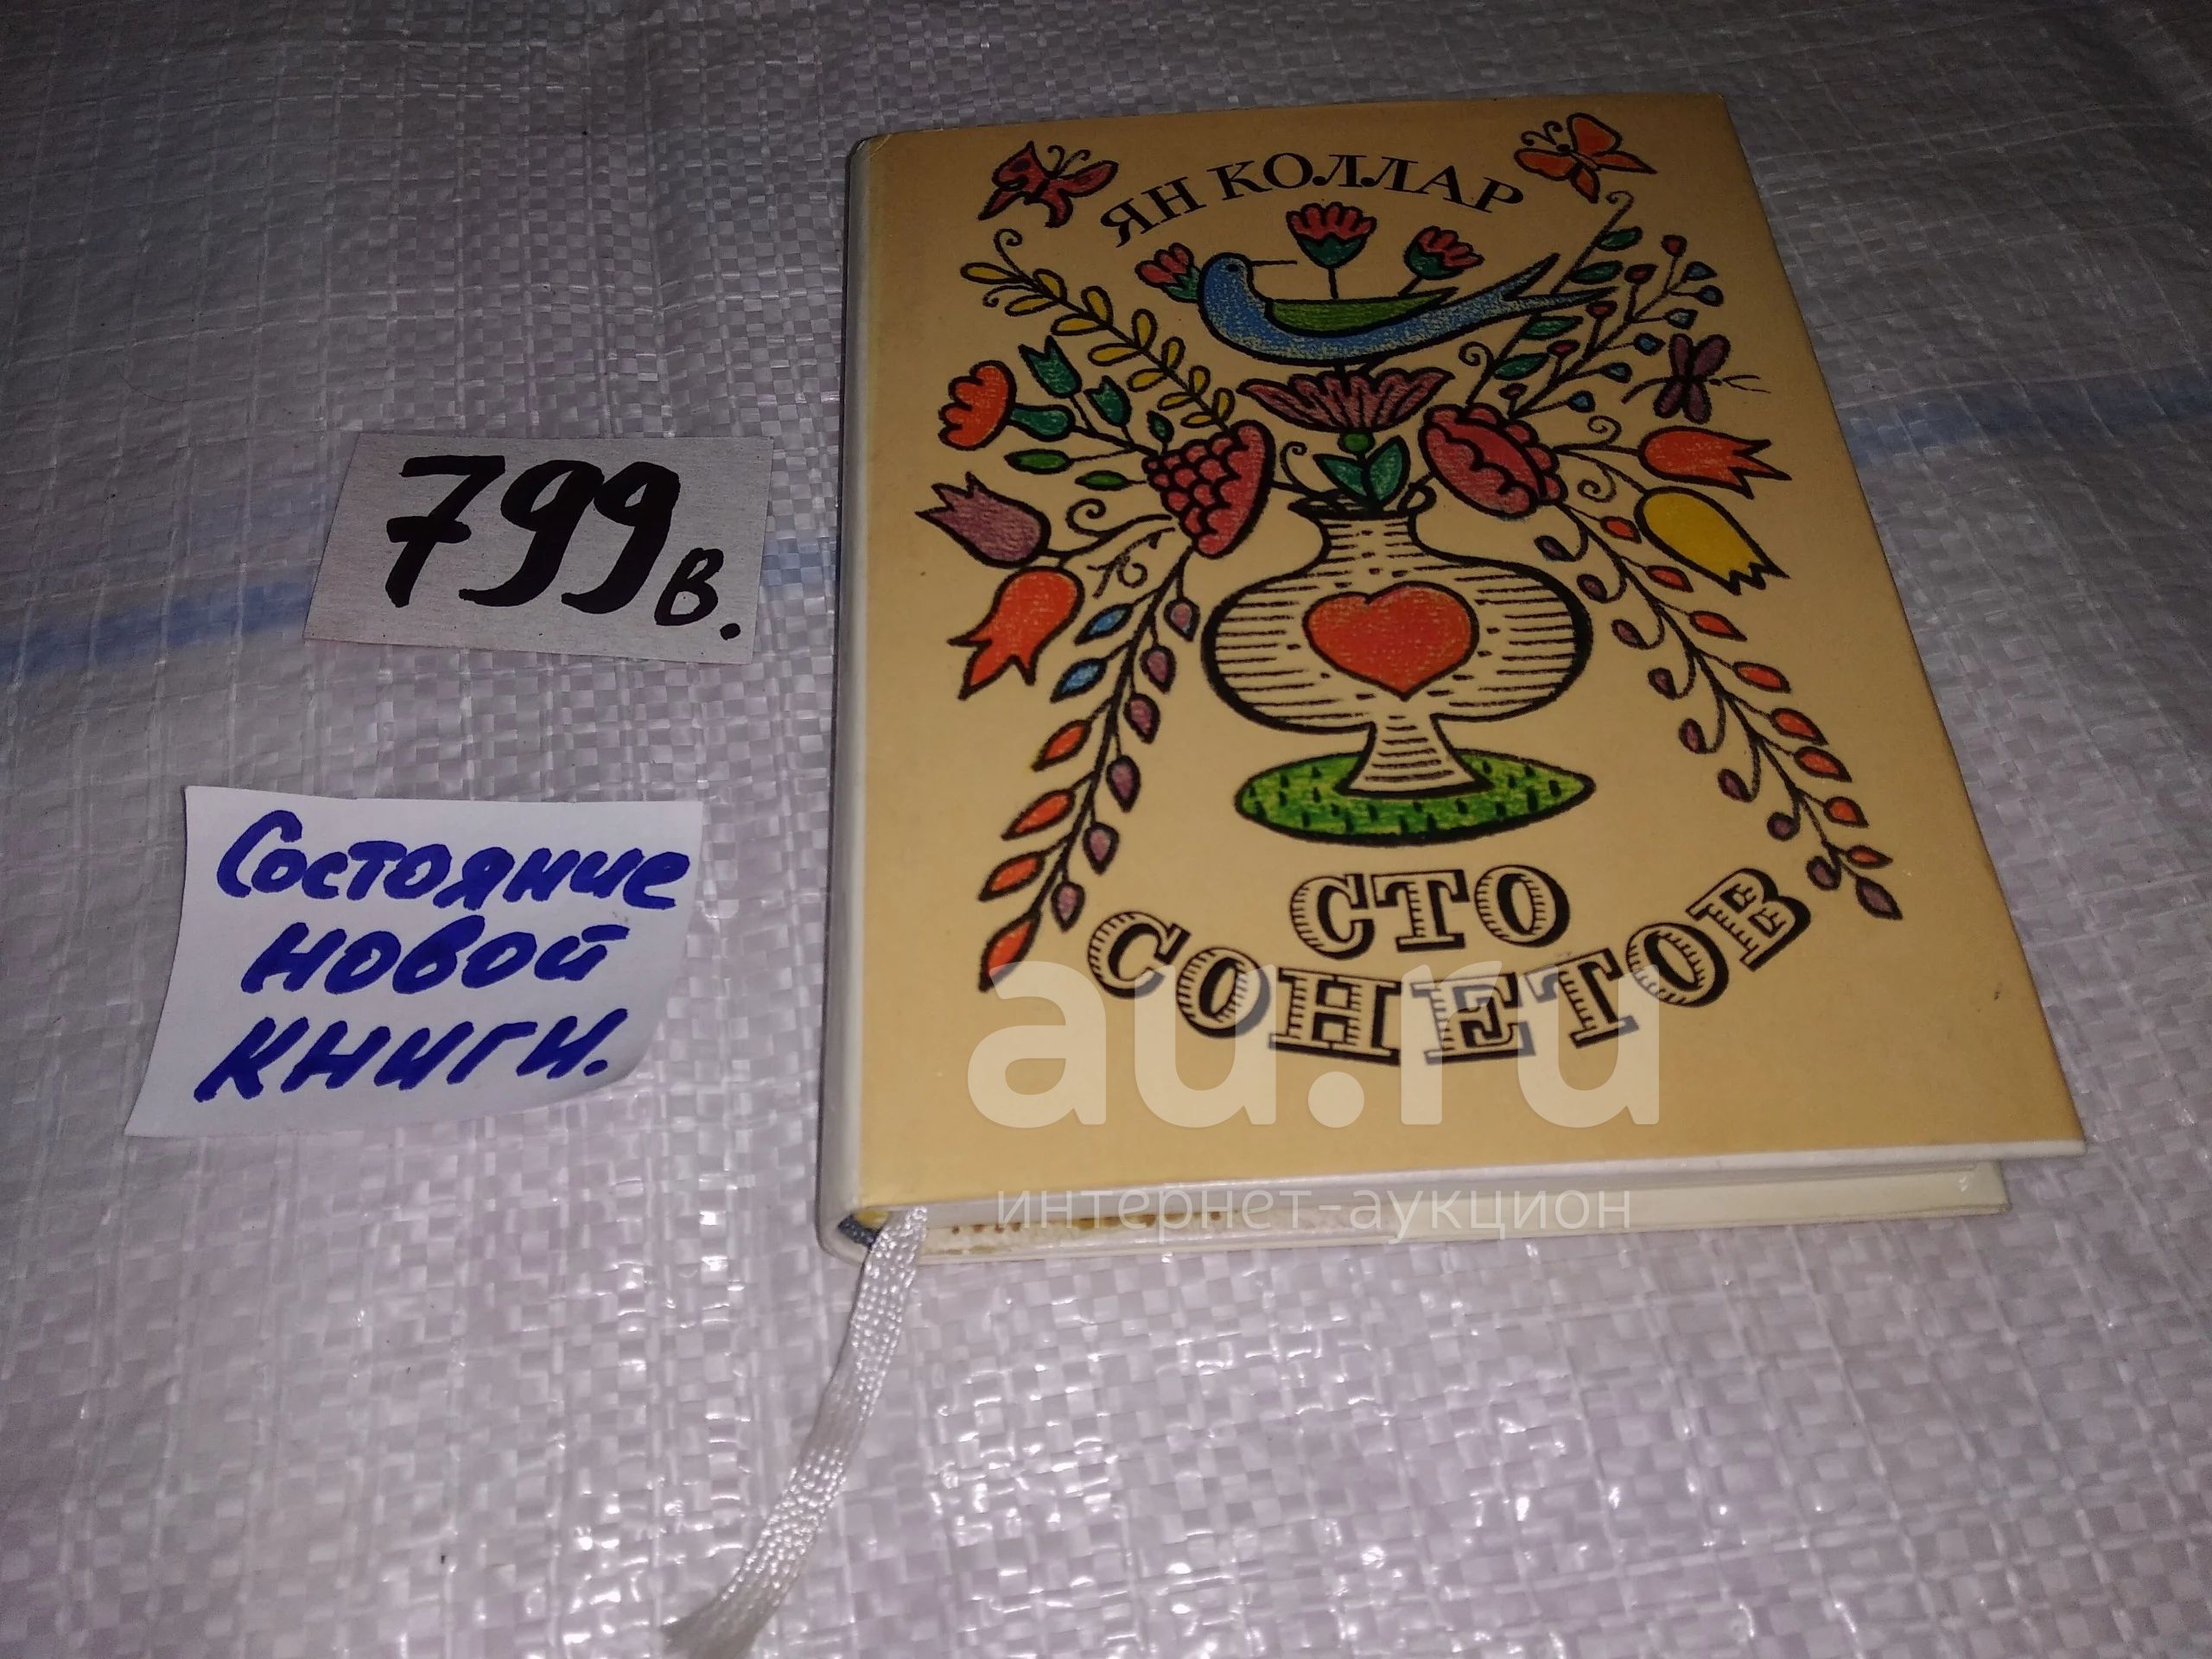 ЯН КОЛЛАР
799в.
Состояние
новой
книги.
СТО
СОНЕТОВ
au.ru
интернет-аукцион